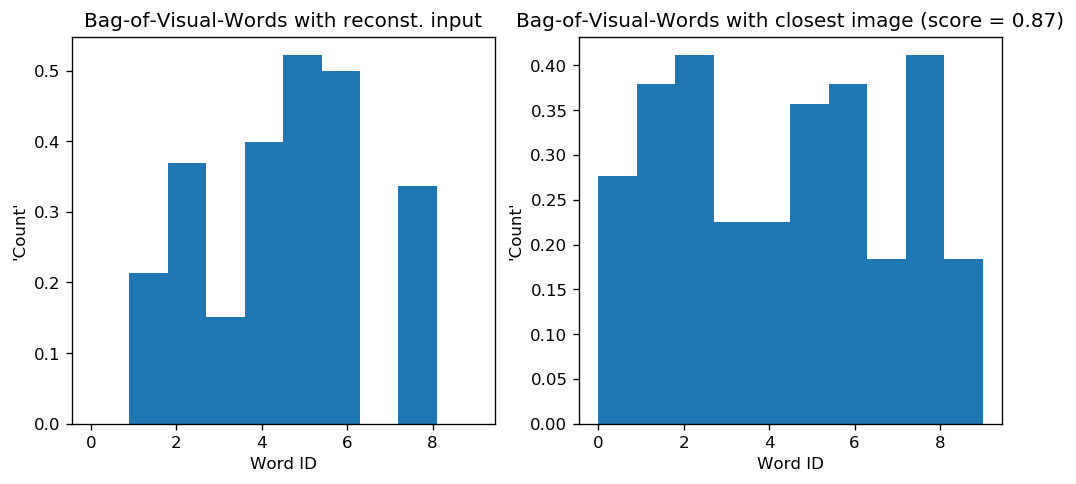 Bag-of-Visual-Words with reconst. input
'Count'
0.5
0.4
0.3
0.2
0.1
0.0
0 2 4 6 8
Word ID
Bag-of-Visual-Words with closest image (score = 0.87)
'Count'
0.40
0.35
0.30
0.25
0.20
0.15
0.10
0.05
0.00
0 2 4 6 8
Word ID